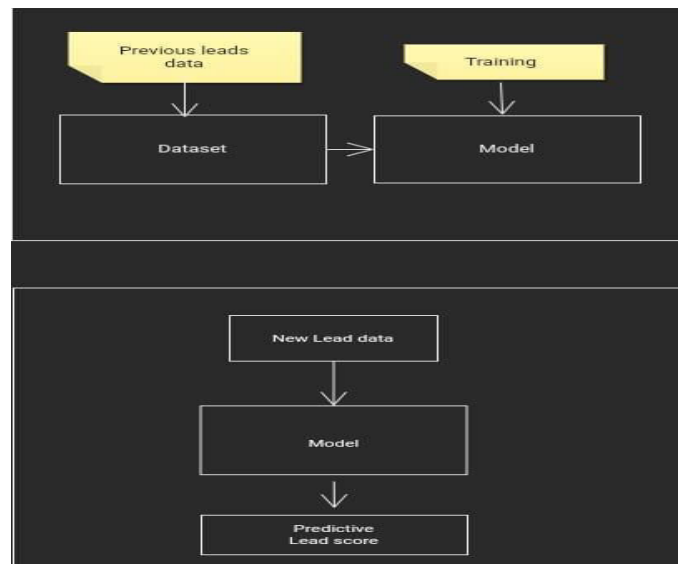 Previous leads
data
Training
Dataset
Model
New Lead data
Model
Predictive
Lead score